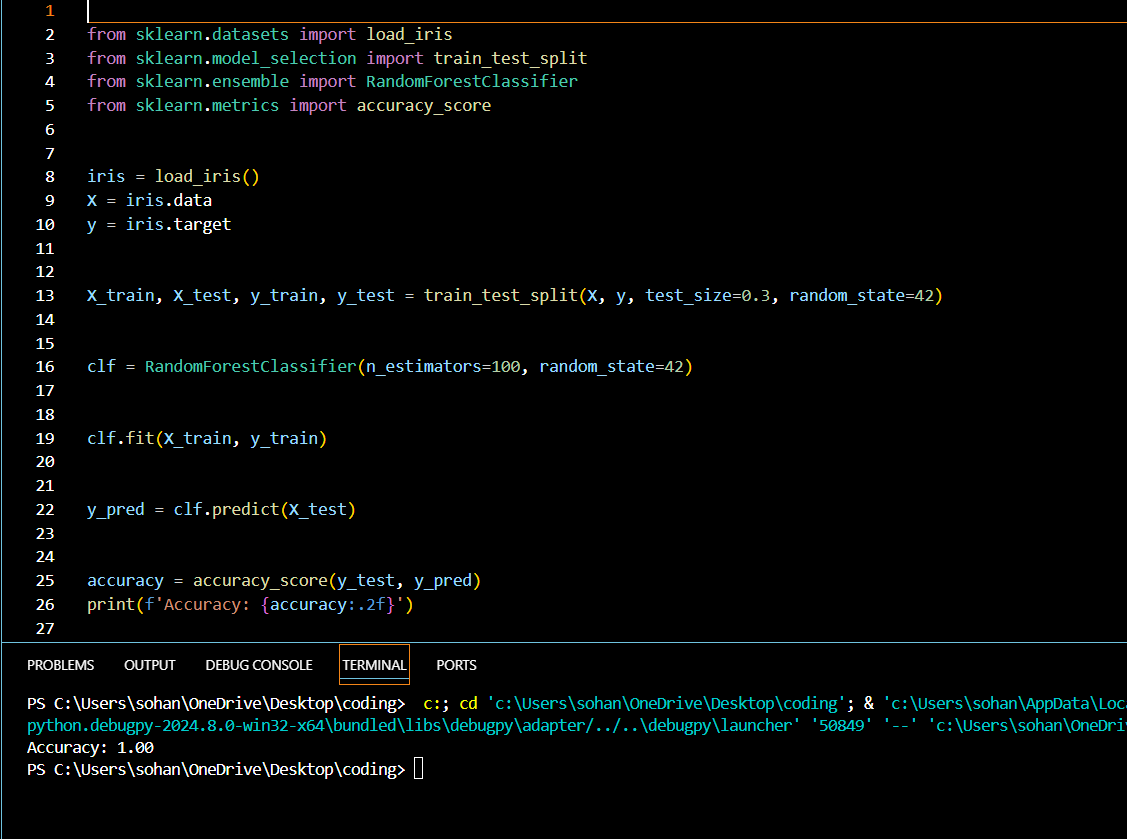 1
2 from sklearn.datasets import load_iris
3 from sklearn.model_selection import train_test_split
4 from sklearn.ensemble import RandomForestClassifier
5 from sklearn.metrics import accuracy_score
6
7
8 iris = load_iris()
9 X = iris.data
10 y = iris.target
11
12
13 X_train, X_test, y_train, y_test = train_test_split(X, y, test_size=0.3, random_state=42)
14
15
16 clf = RandomForestClassifier(n_estimators=100, random_state=42)
17
18
19 clf.fit(X_train, y_train)
20
21
22 y_pred = clf.predict(X_test)
23
24
25 accuracy = accuracy_score(y_test, y_pred)
26 print(f'Accuracy: {accuracy:.2f}')
27
PROBLEMS OUTPUT DEBUG CONSOLE TERMINAL PORTS
PS C:\Users\sohan\OneDrive\Desktop\coding>  c:; cd 'c:\Users\sohan\OneDrive\Desktop\coding'; & 'c:\Users\sohan\AppData\Loc
python.debugpy-2024.8.0-win32-x64\bundled\libs\debugpy\adapter/../..\debugpy\launcher' '50849' '--' 'c:\Users\sohan\OneDri
Accuracy: 1.00
PS C:\Users\sohan\OneDrive\Desktop\coding>